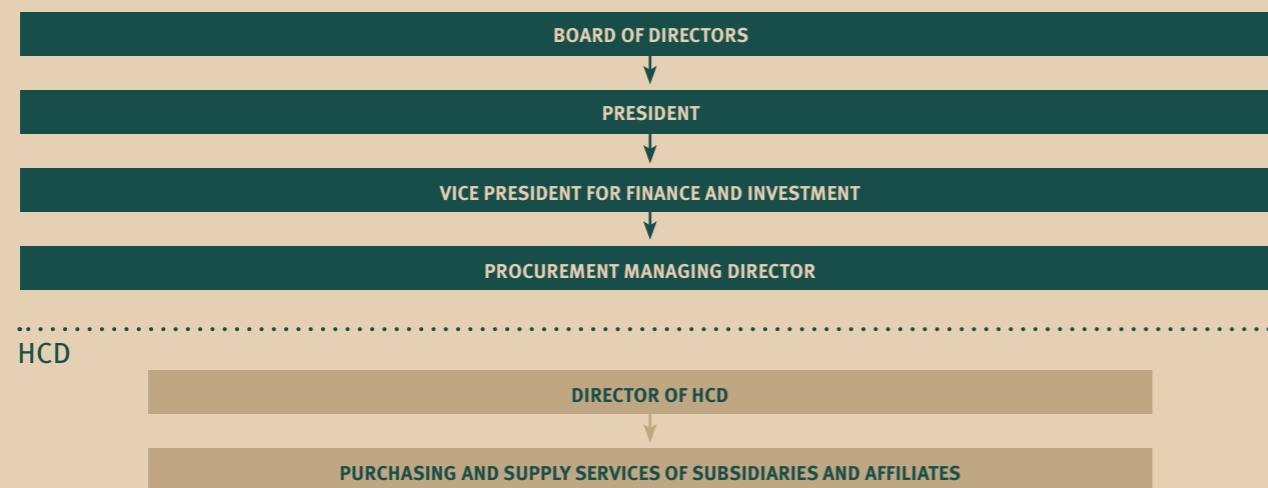 BOARD OF DIRECTORS
PRESIDENT
VICE PRESIDENT FOR FINANCE AND INVESTMENT
PROCUREMENT MANAGING DIRECTOR
HCD
DIRECTOR OF HCD
PURCHASING AND SUPPLY SERVICES OF SUBSIDIARIES AND AFFILIATES